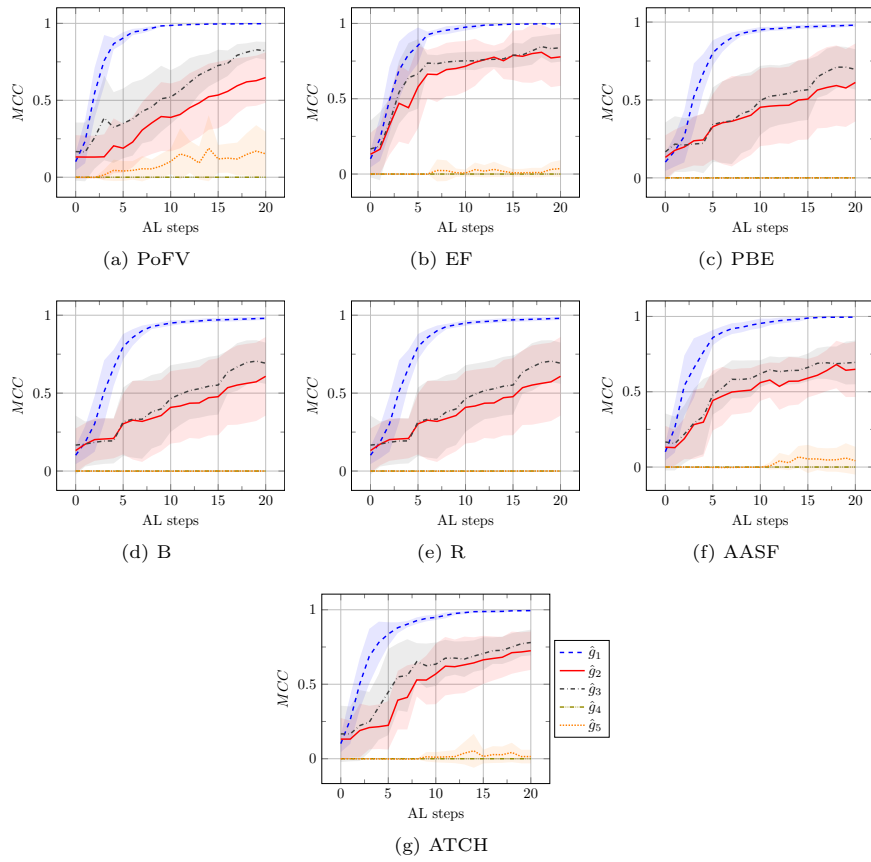 1
0.5
0
MCC
0 5 10 15 20
AL steps
(a) PoFV
1
0.5
0
MCC
0 5 10 15 20
AL steps
(b) EF
1
0.5
0
MCC
0 5 10 15 20
AL steps
(c) PBE
1
0.5
0
MCC
0 5 10 15 20
AL steps
(d) B
1
0.5
0
MCC
0 5 10 15 20
AL steps
(e) R
1
0.5
0
MCC
0 5 10 15 20
AL steps
(f) AASF
1
0.5
0
MCC
0 5 10 15 20
AL steps
(g) ATCH
ĝ₁
ĝ₂
ĝ₃
ĝ₄
ĝ₅